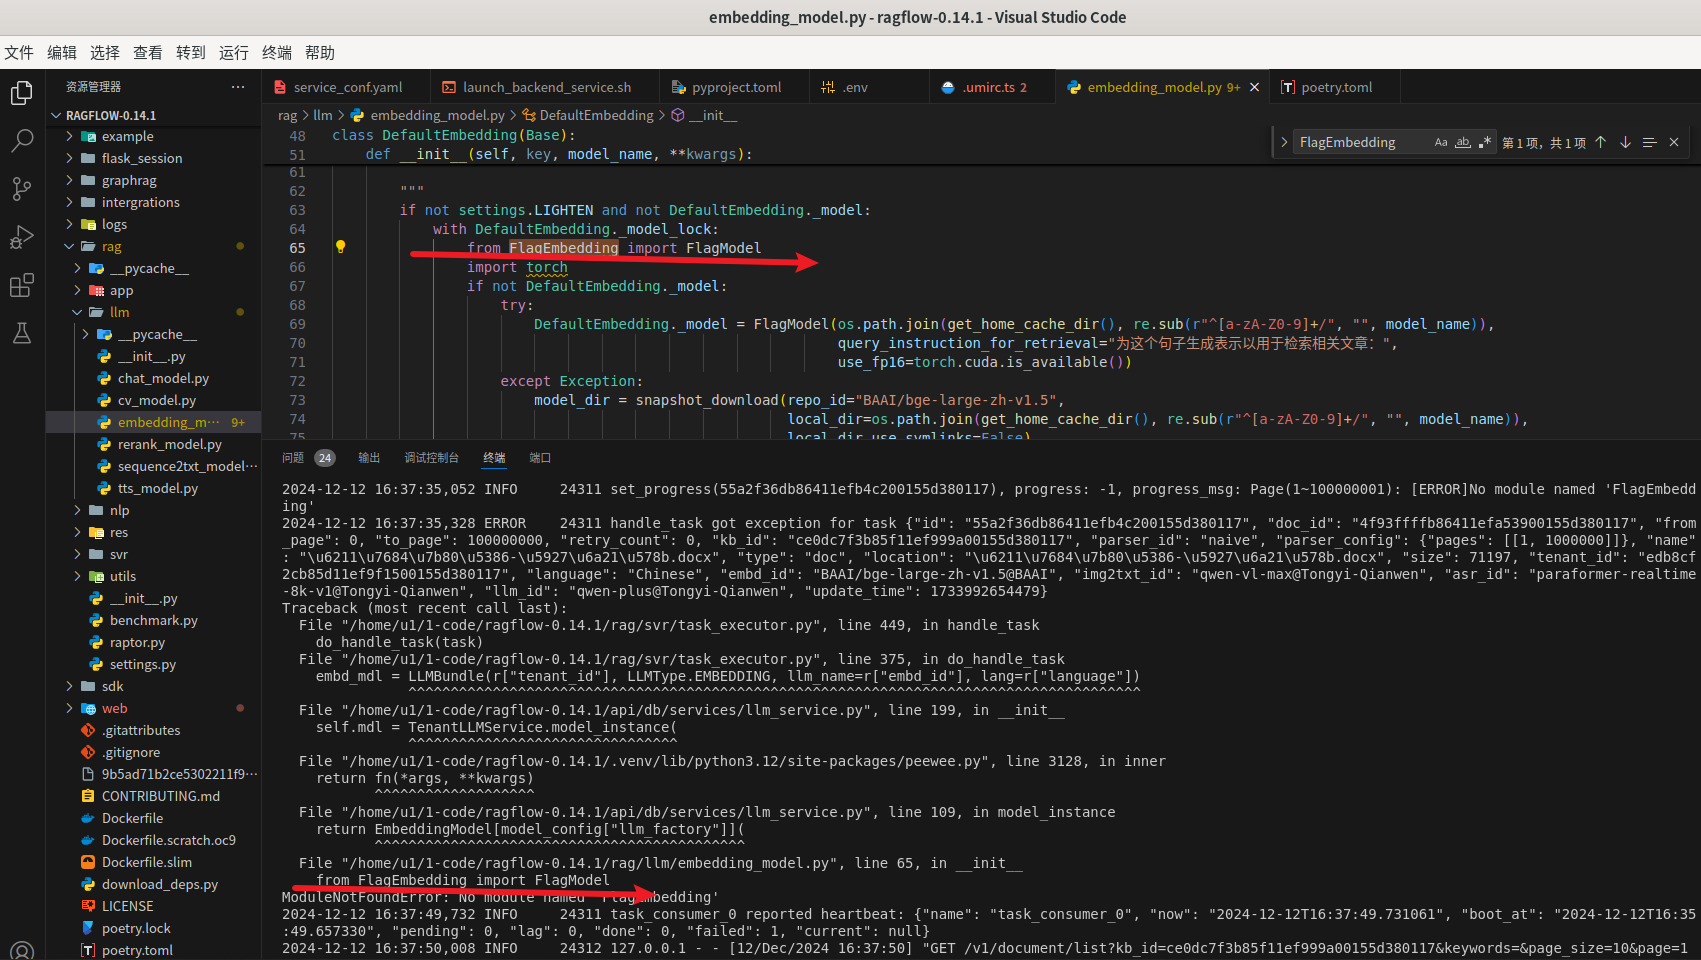 embedding_model.py - ragflow-0.14.1 - Visual Studio Code
文件 编辑 选择 查看 转到 运行 终端 帮助
资源管理器 ···
service_conf.yaml launch_backend_service.sh pyproject.toml .env .umirc.ts 2 embedding_model.py 9+ poetry.toml
RAGFLOW-0.14.1
example
flask_session
graphrag
intergrations
logs
rag
__pycache__
app
llm
__pycache__
__init__.py
chat_model.py
cv_model.py
embedding_m··· 9+
rerank_model.py
sequence2txt_model···
tts_model.py
nlp
res
svr
utils
__init__.py
benchmark.py
raptor.py
settings.py
sdk
web
.gitattributes
.gitignore
9b5ad71b2ce5302211f9···
CONTRIBUTING.md
Dockerfile
Dockerfile.scratch.oc9
Dockerfile.slim
download_deps.py
LICENSE
poetry.lock
poetry.toml
rag > llm > embedding_model.py > DefaultEmbedding > __init__
FlagEmbedding Aa ab .* 第 1 项，共 1 项
48 class DefaultEmbedding(Base):
51 def __init__(self, key, model_name, **kwargs):
61
62 """
63 if not settings.LIGHTEN and not DefaultEmbedding._model:
64 with DefaultEmbedding._model_lock:
65 from FlagEmbedding import FlagModel
66 import torch
67 if not DefaultEmbedding._model:
68 try:
69 DefaultEmbedding._model = FlagModel(os.path.join(get_home_cache_dir(), re.sub(r"^[a-zA-Z0-9]+/", "", model_name)),
70 query_instruction_for_retrieval="为这个句子生成表示以用于检索相关文章：",
71 use_fp16=torch.cuda.is_available())
72 except Exception:
73 model_dir = snapshot_download(repo_id="BAAI/bge-large-zh-v1.5",
74 local_dir=os.path.join(get_home_cache_dir(), re.sub(r"^[a-zA-Z0-9]+/", "", model_name)),
75 local_dir_use_symlinks=False)
问题 24 输出 调试控制台 终端 端口
2024-12-12 16:37:35,052 INFO 24311 set_progress(55a2f36db86411efb4c200155d380117), progress: -1, progress_msg: Page(1~100000001): [ERROR]No module named 'FlagEmbedd
ing'
2024-12-12 16:37:35,328 ERROR 24311 handle_task got exception for task {"id": "55a2f36db86411efb4c200155d380117", "doc_id": "4f93ffffb86411efa53900155d380117", "from
_page": 0, "to_page": 100000000, "retry_count": 0, "kb_id": "ce0dc7f3b85f11ef999a00155d380117", "parser_id": "naive", "parser_config": {"pages": [[1, 1000000]]}, "name"
: "\u6211\u7684\u7b80\u5386-\u5927\u6a21\u578b.docx", "type": "doc", "location": "\u6211\u7684\u7b80\u5386-\u5927\u6a21\u578b.docx", "size": 71197, "tenant_id": "edb8cf
2cb85d11ef9f1500155d380117", "language": "Chinese", "embd_id": "BAAI/bge-large-zh-v1.5@BAAI", "img2txt_id": "qwen-vl-max@Tongyi-Qianwen", "asr_id": "paraformer-realtime
-8k-v1@Tongyi-Qianwen", "llm_id": "qwen-plus@Tongyi-Qianwen", "update_time": 1733992654479}
Traceback (most recent call last):
File "/home/u1/1-code/ragflow-0.14.1/rag/svr/task_executor.py", line 449, in handle_task
do_handle_task(task)
File "/home/u1/1-code/ragflow-0.14.1/rag/svr/task_executor.py", line 375, in do_handle_task
embd_mdl = LLMBundle(r["tenant_id"], LLMType.EMBEDDING, llm_name=r["embd_id"], lang=r["language"])
^^^^^^^^^^^^^^^^^^^^^^^^^^^^^^^^^^^^^^^^^^^^^^^^^^^^^^^^^^^^^^^^^^^^^^^^^^^^^^^^^^^^^^^
File "/home/u1/1-code/ragflow-0.14.1/api/db/services/llm_service.py", line 199, in __init__
self.mdl = TenantLLMService.model_instance(
^^^^^^^^^^^^^^^^^^^^^^^^^^^^^^^^
File "/home/u1/1-code/ragflow-0.14.1/.venv/lib/python3.12/site-packages/peewee.py", line 3128, in inner
return fn(*args, **kwargs)
^^^^^^^^^^^^^^^^^^^
File "/home/u1/1-code/ragflow-0.14.1/api/db/services/llm_service.py", line 109, in model_instance
return EmbeddingModel[model_config["llm_factory"]](
^^^^^^^^^^^^^^^^^^^^^^^^^^^^^^^^^^^^^^^^^^^^
File "/home/u1/1-code/ragflow-0.14.1/rag/llm/embedding_model.py", line 65, in __init__
from FlagEmbedding import FlagModel
ModuleNotFoundError: No module named 'FlagEmbedding'
2024-12-12 16:37:49,732 INFO 24311 task_consumer_0 reported heartbeat: {"name": "task_consumer_0", "now": "2024-12-12T16:37:49.731061", "boot_at": "2024-12-12T16:35
:49.657330", "pending": 0, "lag": 0, "done": 0, "failed": 1, "current": null}
2024-12-12 16:37:50,008 INFO 24312 127.0.0.1 - - [12/Dec/2024 16:37:50] "GET /v1/document/list?kb_id=ce0dc7f3b85f11ef999a00155d380117&keywords=&page_size=10&page=1